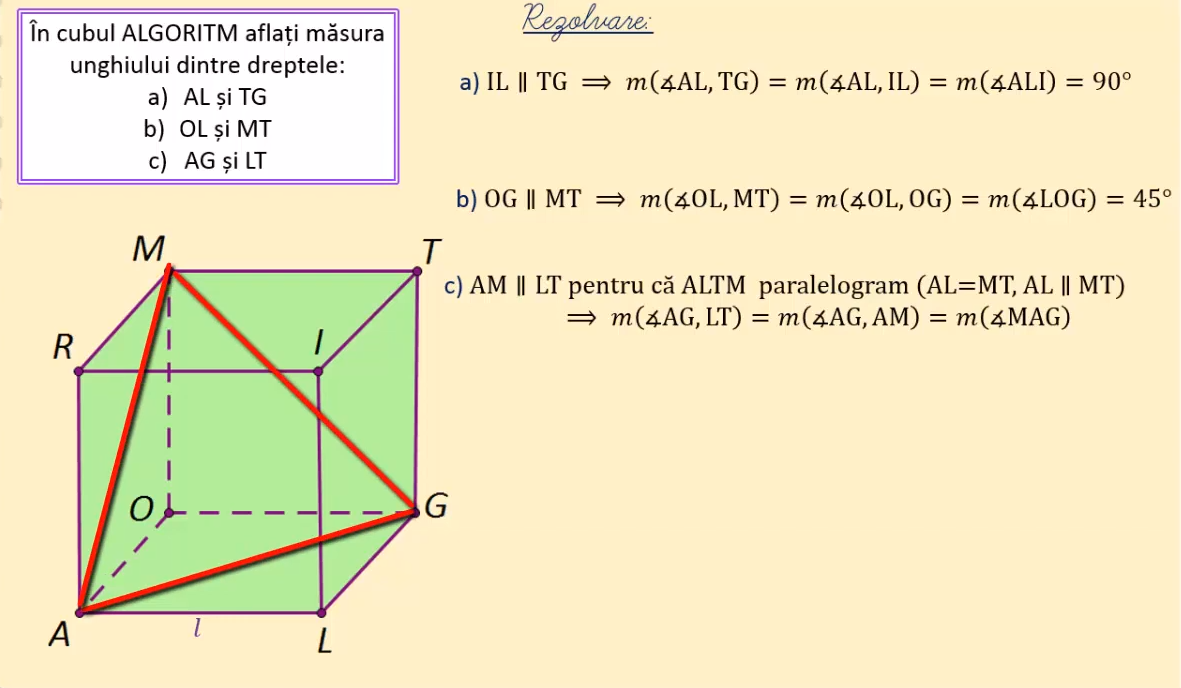 În cubul ALGORITM aflați măsura
unghiului dintre dreptele:
a) AL și TG
b) OL și MT
c) AG și LT
Rezolvare:
a) IL ∥ TG ⟹ m(∡AL, TG) = m(∡AL, IL) = m(∡ALI) = 90°
b) OG ∥ MT ⟹ m(∡OL, MT) = m(∡OL, OG) = m(∡LOG) = 45°
c) AM ∥ LT pentru că ALTM paralelogram (AL=MT, AL ∥ MT)
⟹ m(∡AG, LT) = m(∡AG, AM) = m(∡MAG)
M
T
R
I
O
G
A
l
L